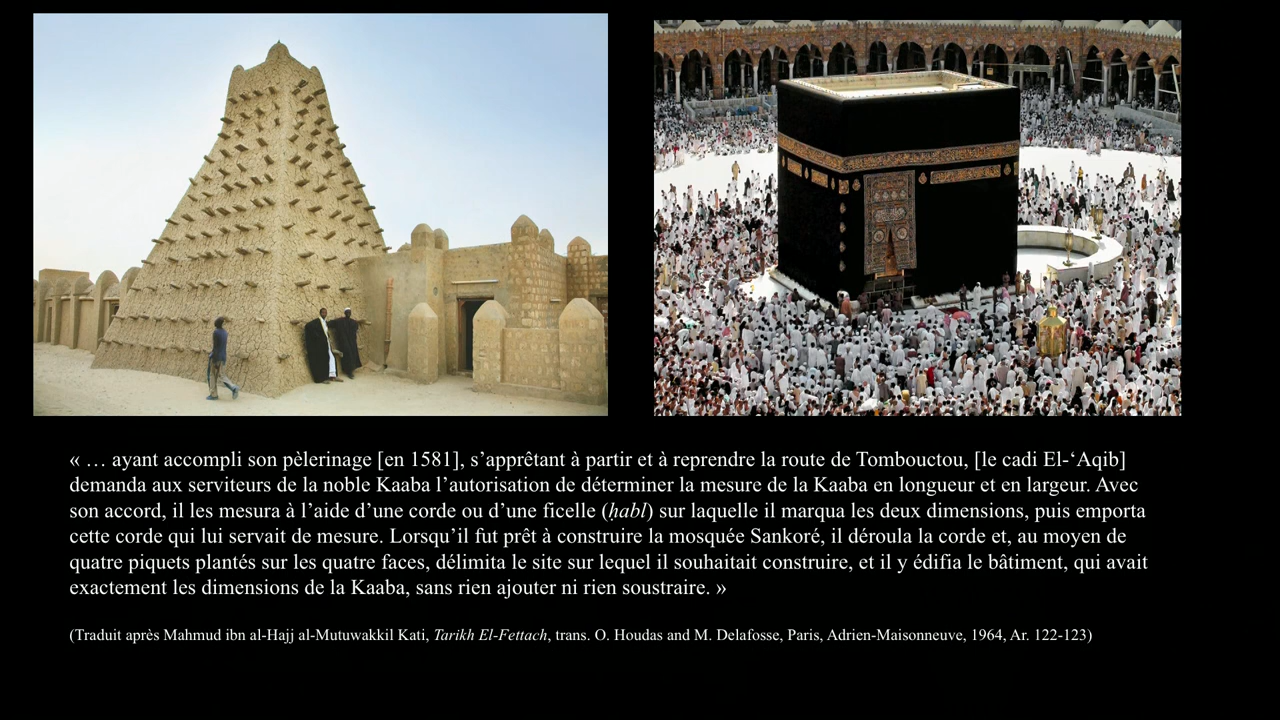 « … ayant accompli son pèlerinage [en 1581], s’apprêtant à partir et à reprendre la route de Tombouctou, [le cadi El-‘Aqib]
demanda aux serviteurs de la noble Kaaba l’autorisation de déterminer la mesure de la Kaaba en longueur et en largeur. Avec
son accord, il les mesura à l’aide d’une corde ou d’une ficelle (ḥabl) sur laquelle il marqua les deux dimensions, puis emporta
cette corde qui lui servait de mesure. Lorsqu’il fut prêt à construire la mosquée Sankoré, il déroula la corde et, au moyen de
quatre piquets plantés sur les quatre faces, délimita le site sur lequel il souhaitait construire, et il y édifia le bâtiment, qui avait
exactement les dimensions de la Kaaba, sans rien ajouter ni rien soustraire. »
(Traduit après Mahmud ibn al-Hajj al-Mutuwakkil Kati, Tarikh El-Fettach, trans. O. Houdas and M. Delafosse, Paris, Adrien-Maisonneuve, 1964, Ar. 122-123)